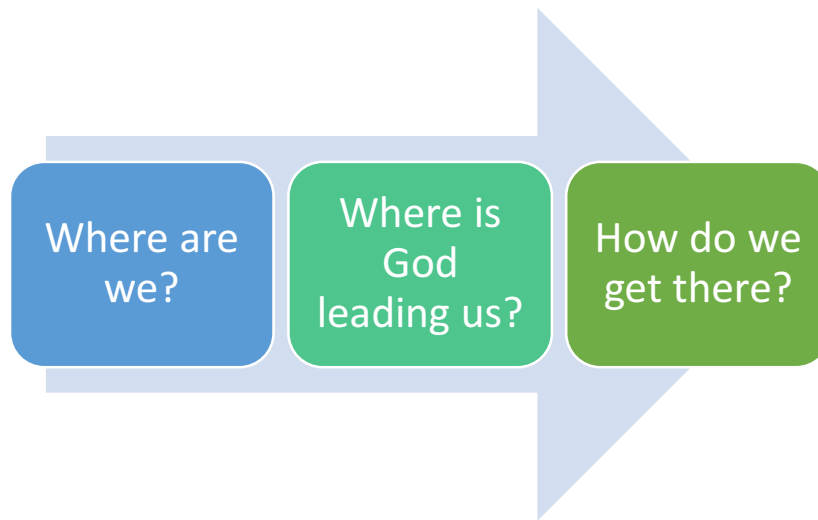 Where are
we?
Where is
God
leading us?
How do we
get there?